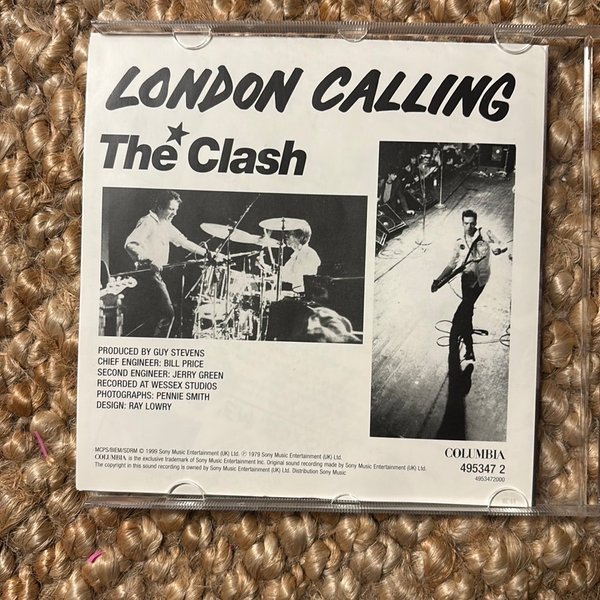 LONDON CALLING
The Clash
PRODUCED BY GUY STEVENS
CHIEF ENGINEER: BILL PRICE
SECOND ENGINEER: JERRY GREEN
RECORDED AT WESSEX STUDIOS
PHOTOGRAPHS: PENNIE SMITH
DESIGN: RAY LOWRY
MCPS/BIEM/SDRM © 1999 Sony Music Entertainment (UK) Ltd. ℗ 1979 Sony Music Entertainment (UK) Ltd.
COLUMBIA is the exclusive trademark of Sony Music Entertainment Inc. Original sound recording made by Sony Music Entertainment (UK) Ltd.
The copyright in this sound recording is owned by Sony Music Entertainment (UK) Ltd. Distribution Sony Music
COLUMBIA
495347 2
4953472000